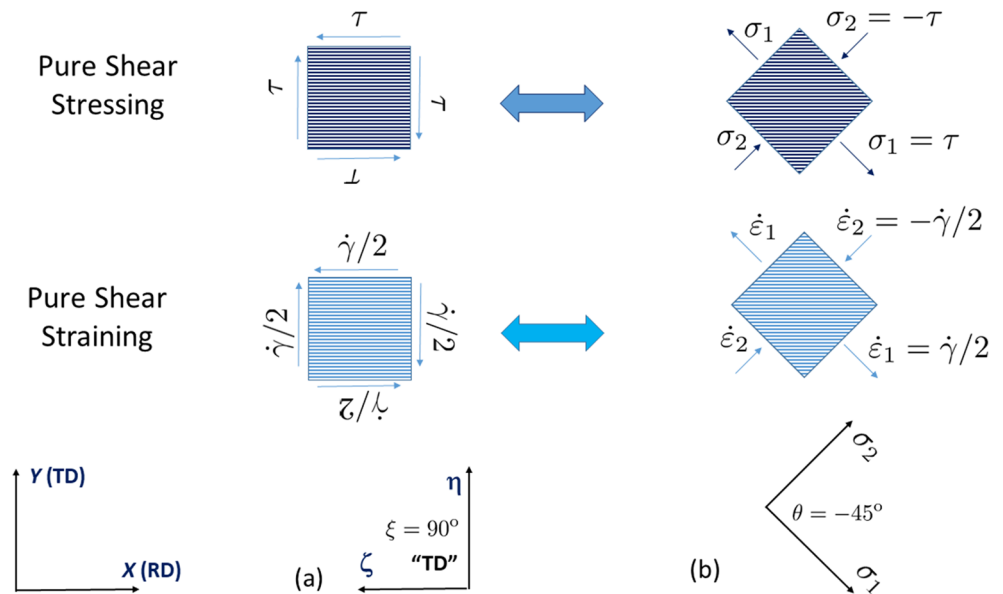 Pure Shear
Stressing
τ
τ
τ
τ
σ₁
σ₂ = −τ
σ₂
σ₁ = τ
Pure Shear
Straining
γ̇/2
γ̇/2
γ̇/2
γ̇/2
ε̇₁
ε̇₂ = −γ̇/2
ε̇₂
ε̇₁ = γ̇/2
Y (TD)
X (RD)
(a)
η
ξ = 90°
ζ
“TD”
(b)
σ₂
θ = −45°
σ₁